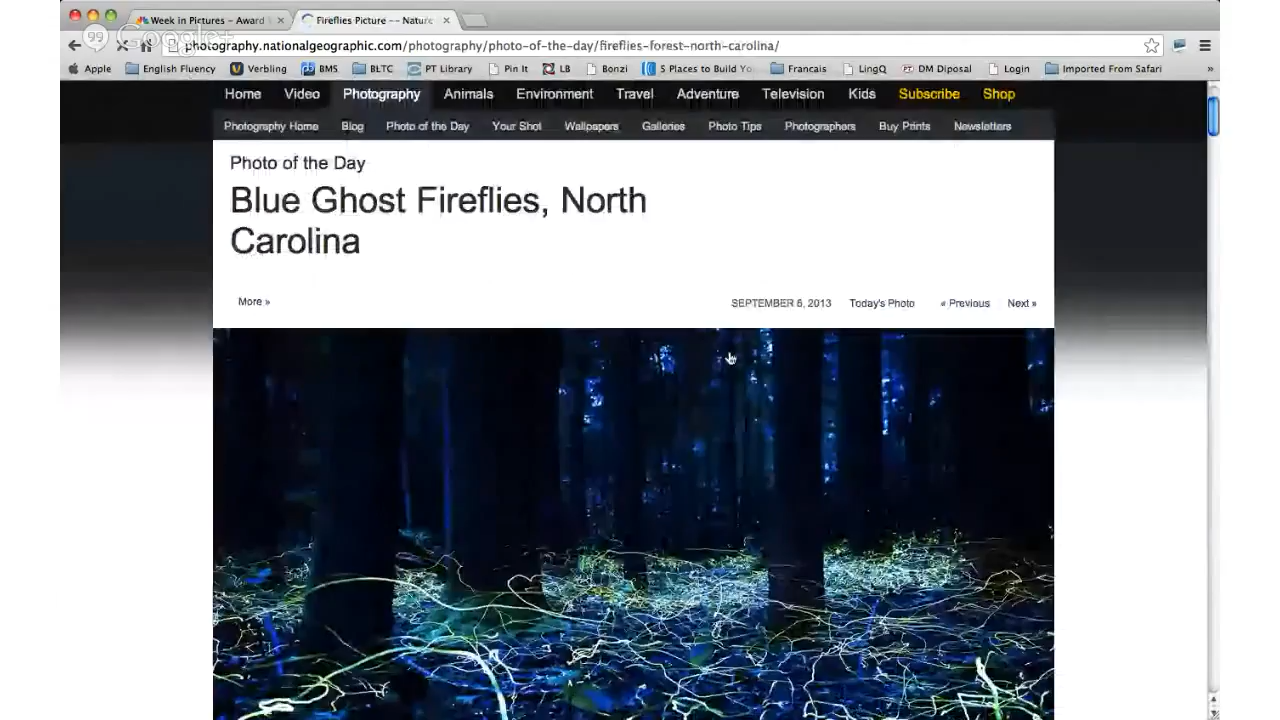 Week in Pictures – Award
Fireflies Picture -- Nature
Google+
photography.nationalgeographic.com/photography/photo-of-the-day/fireflies-forest-north-carolina/
Apple English Fluency Verbling BMS BLTC PT Library Pin It LB Bonzi 5 Places to Build Yo Francais LingQ DM Diposal Login Imported From Safari »
Home Video Photography Animals Environment Travel Adventure Television Kids Subscribe Shop
Photography Home Blog Photo of the Day Your Shot Wallpapers Galleries Photo Tips Photographers Buy Prints Newsletters
Photo of the Day
Blue Ghost Fireflies, North
Carolina
More » SEPTEMBER 6, 2013 Today's Photo « Previous Next »